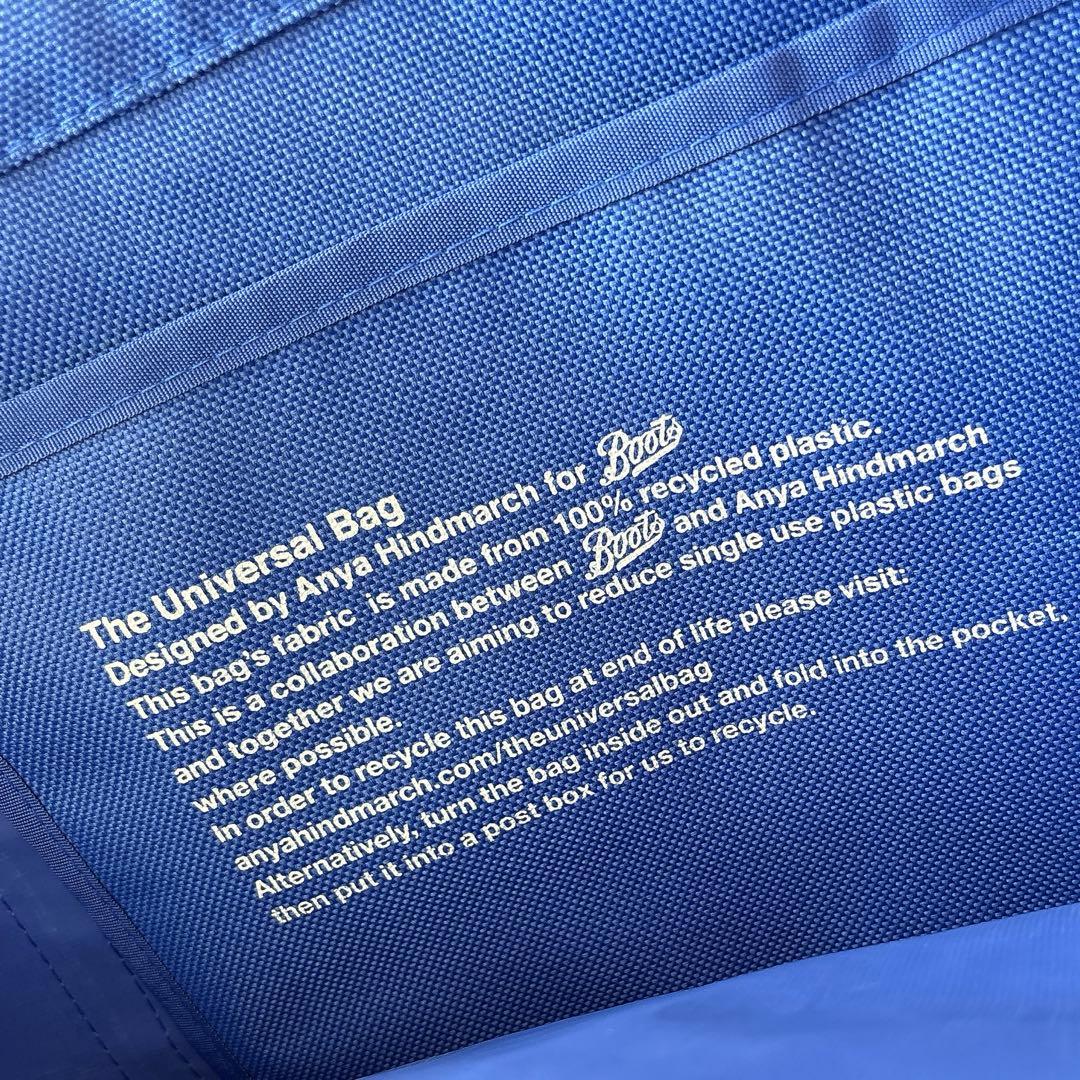 The Universal Bag
Designed by Anya Hindmarch for Boots
This bag's fabric is made from 100% recycled plastic.
This is a collaboration between Boots and Anya Hindmarch
and together we are aiming to reduce single use plastic bags
where possible.
In order to recycle this bag at end of life please visit:
anyahindmarch.com/theuniversalbag
Alternatively, turn the bag inside out and fold into the pocket,
then put it into a post box for us to recycle.